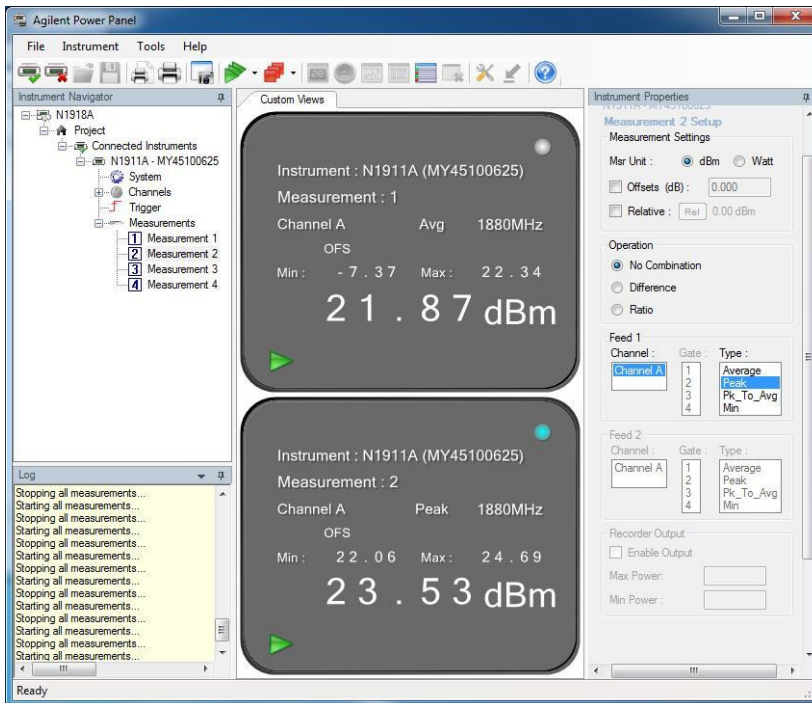 Agilent Power Panel
File Instrument Tools Help
Instrument Navigator
N1918A
Project
Connected Instruments
N1911A - MY45100625
System
Channels
Trigger
Measurements
1 Measurement 1
2 Measurement 2
3 Measurement 3
4 Measurement 4
Log
Stopping all measurements...
Starting all measurements...
Stopping all measurements...
Starting all measurements...
Stopping all measurements...
Starting all measurements...
Stopping all measurements...
Starting all measurements...
Stopping all measurements...
Starting all measurements...
Stopping all measurements...
Starting all measurements...
Stopping all measurements...
Starting all measurements...
Custom Views
Instrument : N1911A (MY45100625)
Measurement : 1
Channel A Avg 1880MHz
OFS
Min : -7.37 Max : 22.34
21.87 dBm
Instrument : N1911A (MY45100625)
Measurement : 2
Channel A Peak 1880MHz
OFS
Min : 22.06 Max : 24.69
23.53 dBm
Instrument Properties
N1911A - MY45100625
Measurement 2 Setup
Measurement Settings
Msr Unit : dBm Watt
Offsets (dB) : 0.000
Relative : Rel 0.00 dBm
Operation
No Combination
Difference
Ratio
Feed 1
Channel : Gate : Type :
Channel A 1 Average
2 Peak
3 Pk_To_Avg
4 Min
Feed 2
Channel : Gate : Type :
Channel A 1 Average
2 Peak
3 Pk_To_Avg
4 Min
Recorder Output
Enable Output
Max Power:
Min Power :
Ready